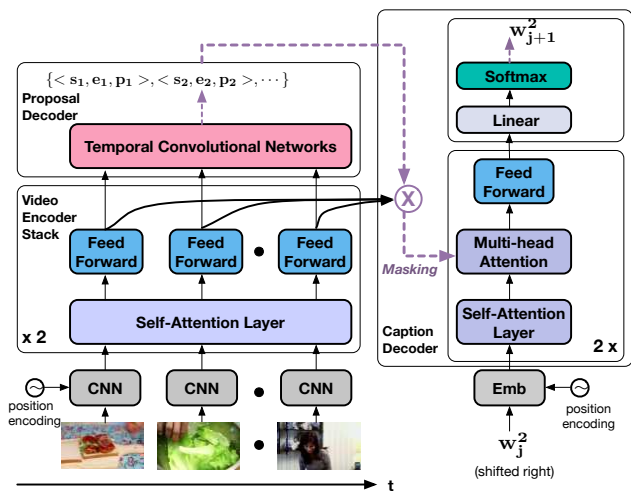 w²ⱼ₊₁
Softmax
Linear
{< s₁, e₁, p₁ >, < s₂, e₂, p₂ >, ⋯}
Proposal
Decoder
Temporal Convolutional Networks
Video
Encoder
Stack
Feed
Forward
Feed
Forward
Feed
Forward
x 2
Self-Attention Layer
X
Masking
Feed
Forward
Multi-head
Attention
Self-Attention
Layer
Caption
Decoder
2 x
CNN
CNN
CNN
position
encoding
Emb
position
encoding
w²ⱼ
(shifted right)
t